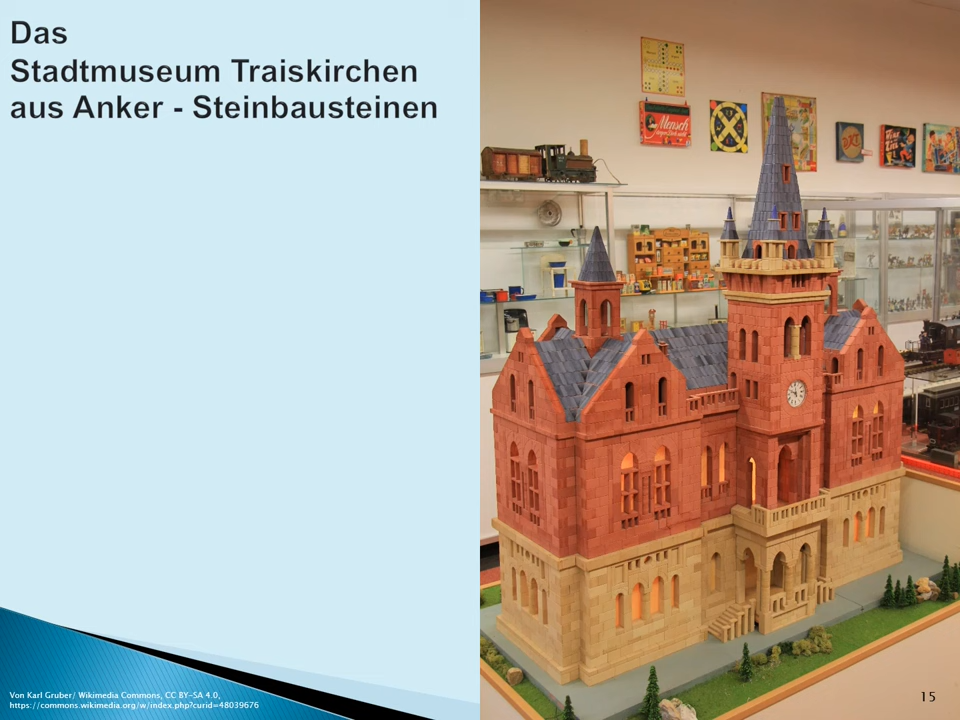 Das
Stadtmuseum Traiskirchen
aus Anker - Steinbausteinen
Mensch
Von Karl Gruber/ Wikimedia Commons, CC BY-SA 4.0,
https://commons.wikimedia.org/w/index.php?curid=48039676
15